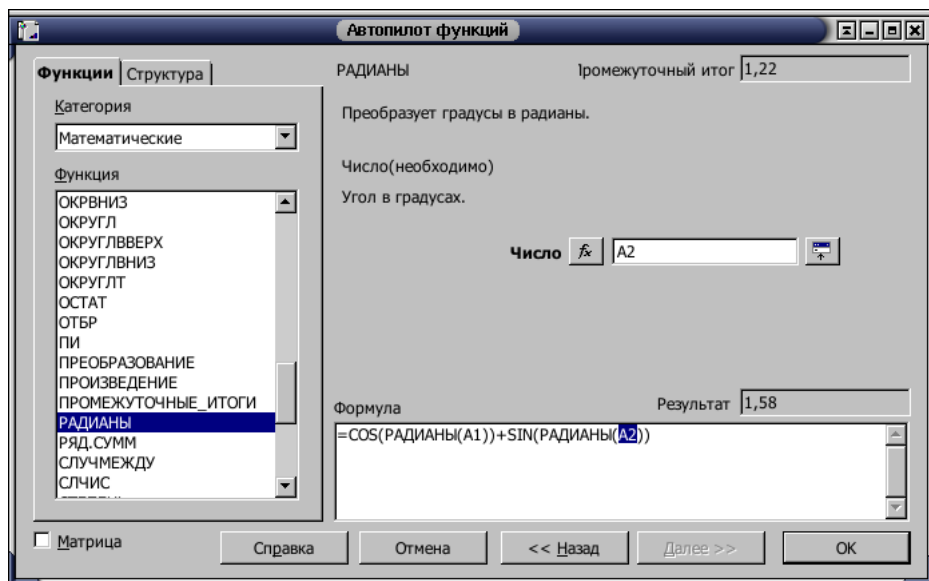 Автопилот функций
Функции
Структура
РАДИАНЫ
Промежуточный итог 1,22
Категория
Математические
Преобразует градусы в радианы.
Функция
Число(необходимо)
Угол в градусах.
ОКРВНИЗ
ОКРУГЛ
ОКРУГЛВВЕРХ
ОКРУГЛВНИЗ
ОКРУГЛТ
ОСТАТ
ОТБР
ПИ
ПРЕОБРАЗОВАНИЕ
ПРОИЗВЕДЕНИЕ
ПРОМЕЖУТОЧНЫЕ_ИТОГИ
РАДИАНЫ
РЯД.СУММ
СЛУЧМЕЖДУ
СЛЧИС
Число fx A2
Формула
Результат 1,58
=COS(РАДИАНЫ(A1))+SIN(РАДИАНЫ(A2))
Матрица
Справка
Отмена
<< Назад
Далее >>
OK